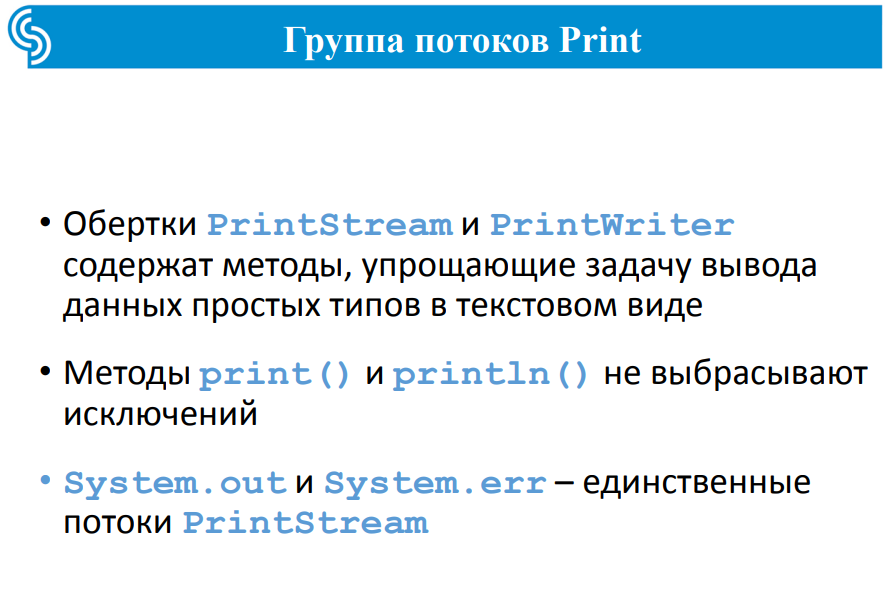 Группа потоков Print
• Обертки PrintStream и PrintWriter
содержат методы, упрощающие задачу вывода
данных простых типов в текстовом виде
• Методы print() и println() не выбрасывают
исключений
• System.out и System.err – единственные
потоки PrintStream